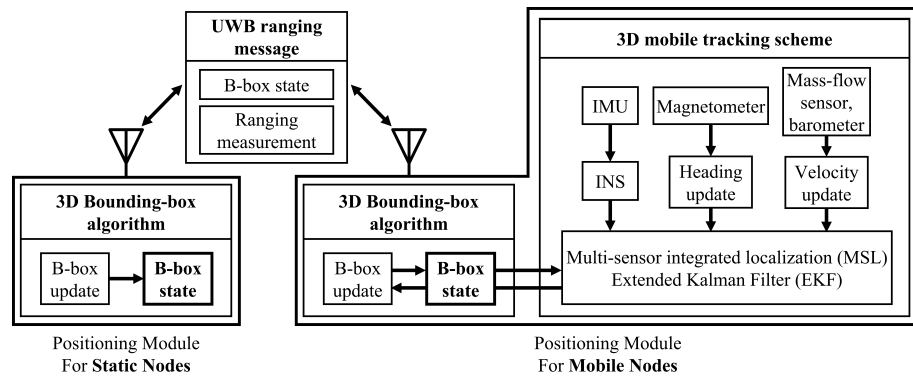 UWB ranging
message
B-box state
Ranging
measurement
3D mobile tracking scheme
IMU
Magnetometer
Mass-flow
sensor,
barometer
INS
Heading
update
Velocity
update
Multi-sensor integrated localization (MSL)
Extended Kalman Filter (EKF)
3D Bounding-box
algorithm
B-box
update
B-box
state
3D Bounding-box
algorithm
B-box
update
B-box
state
Positioning Module
For Static Nodes
Positioning Module
For Mobile Nodes